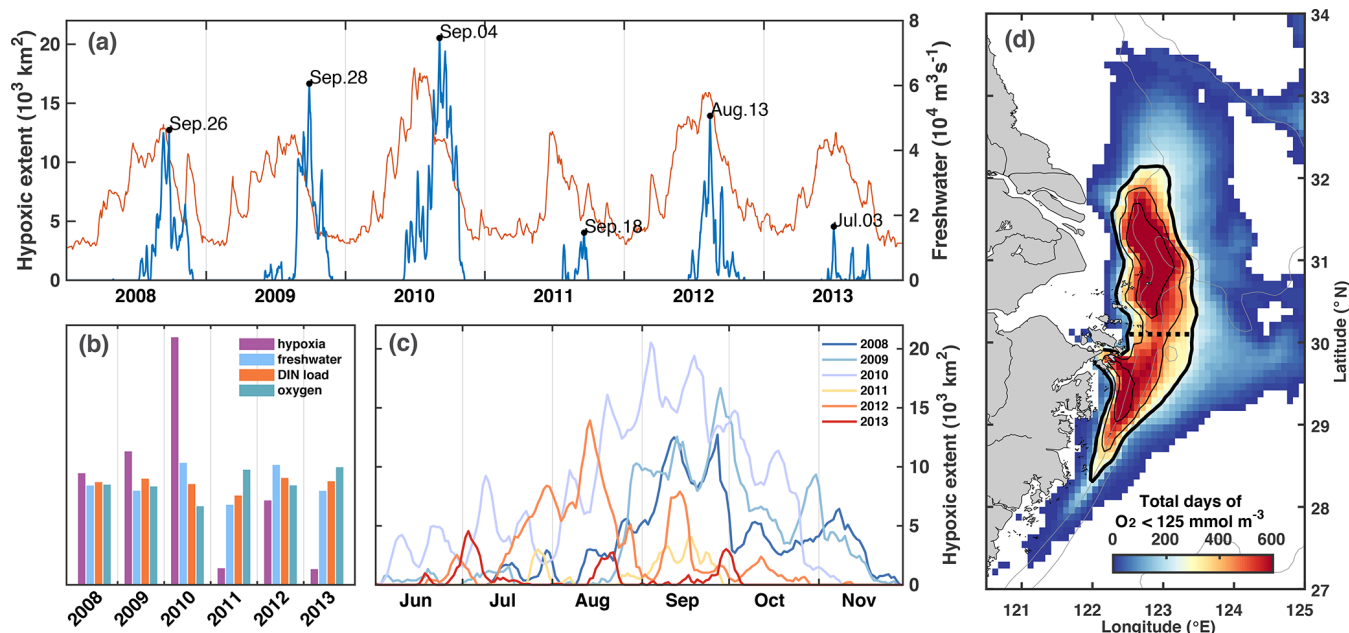 (a)
Hypoxic extent (10³ km²)
20
15
10
5
0
Sep.26
Sep.28
Sep.04
Sep.18
Aug.13
Jul.03
8
6
4
2
0
Freshwater (10⁴ m³s⁻¹)
2008 2009 2010 2011 2012 2013
(b)
hypoxia
freshwater
DIN load
oxygen
2008 2009 2010 2011 2012 2013
(c)
2008
2009
2010
2011
2012
2013
20
15
10
5
0
Hypoxic extent (10³ km²)
Jun Jul Aug Sep Oct Nov
(d)
34
33
32
31
30
29
28
27
Latitude (° N)
Total days of
O₂ < 125 mmol m⁻³
0 200 400 600
121 122 123 124 125
Longitude (°E)